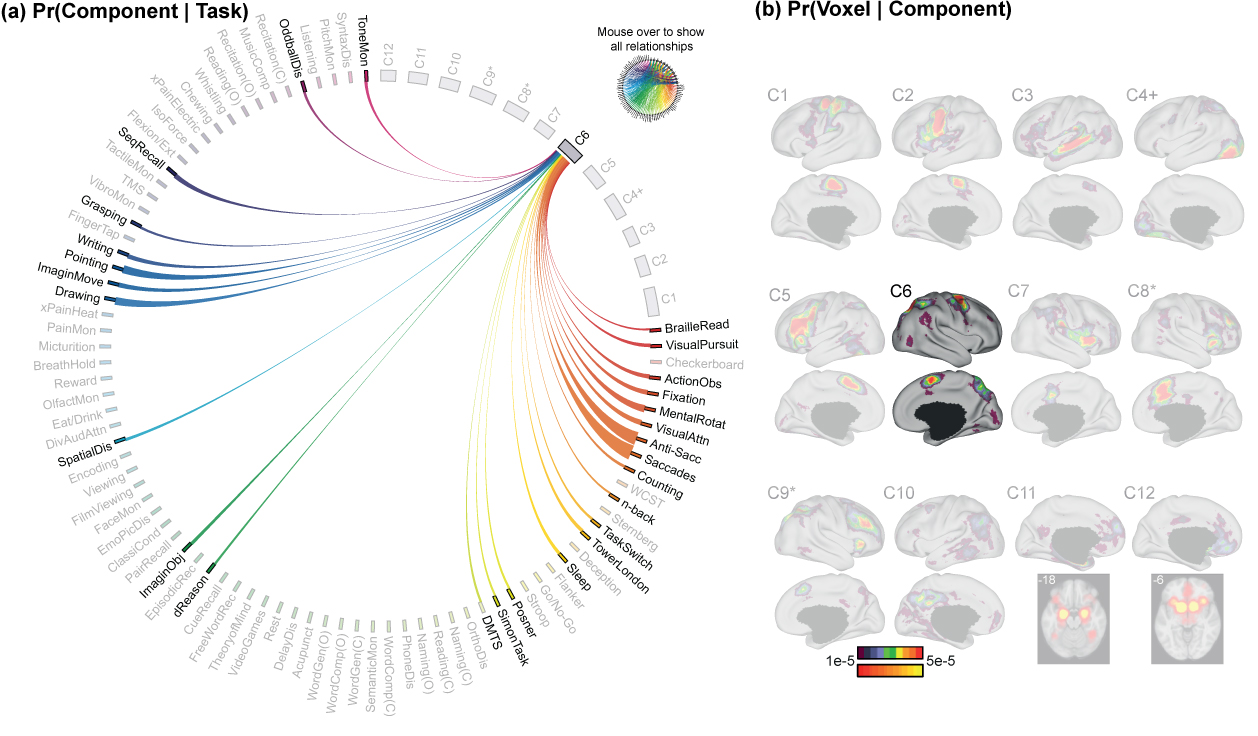 (a) Pr(Component | Task)
(b) Pr(Voxel | Component)
Mouse over to show
all relationships
C12
C11
C10
C9*
C8*
C7
C6
C5
C4+
C3
C2
C1
BrailleRead
VisualPursuit
Checkerboard
ActionObs
Fixation
MentalRotat
VisualAttn
Anti-Sacc
Saccades
Counting
WCST
n-back
Sternberg
TaskSwitch
TowerLondon
Deception
Sleep
Flanker
Go/No-Go
Stroop
Posner
SimonTask
DMTS
OrthoDis
Naming(C)
Reading(C)
Naming(O)
PhoneDis
WordComp(C)
SemanticMon
WordGen(C)
WordComp(O)
WordGen(O)
Acupunct
DelayDis
Rest
VideoGames
TheoryofMind
FreeWordRec
CueRecall
dReason
EpisodicRec
ImaginObj
PairRecall
ClassiCond
EmoPicDis
FaceMon
FilmViewing
Viewing
Encoding
SpatialDis
DivAudAttn
Eat/Drink
OlfactMon
Reward
BreathHold
Micturition
PainMon
xPainHeat
Drawing
ImaginMove
Pointing
Writing
FingerTap
Grasping
VibroMon
TMS
TactileMon
SeqRecall
Flexion/Ext
IsoForce
xPainElectric
Chewing
Whistling
Reading(O)
Recitation(O)
MusicComp
Recitation(C)
OddballDis
Listening
PitchMon
SyntaxDis
ToneMon
C1
C2
C3
C4+
C5
C6
C7
C8*
C9*
C10
C11
C12
-18
-6
1e-5
5e-5